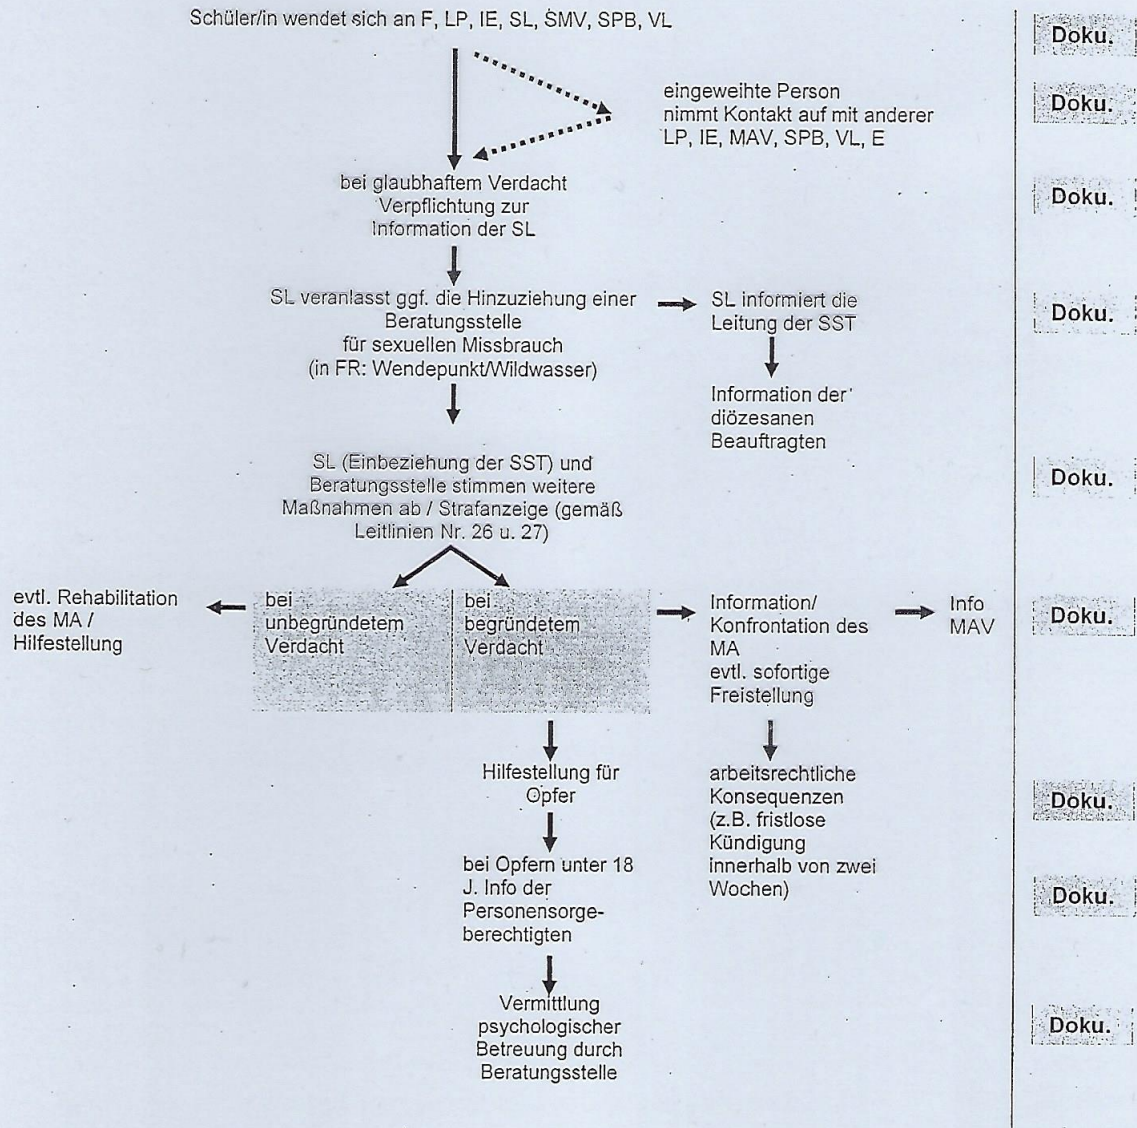 Schüler/in wendet sich an F, LP, IE, SL, SMV, SPB, VL
Doku.
eingeweihte Person
nimmt Kontakt auf mit anderer
LP, IE, MAV, SPB, VL, E
Doku.
bei glaubhaftem Verdacht
Verpflichtung zur
Information der SL
Doku.
SL veranlasst ggf. die Hinzuziehung einer
Beratungsstelle
für sexuellen Missbrauch
(in FR: Wendepunkt/Wildwasser)
SL informiert die
Leitung der SST
Doku.
Information der
diözesanen
Beauftragten
SL (Einbeziehung der SST) und
Beratungsstelle stimmen weitere
Maßnahmen ab / Strafanzeige (gemäß
Leitlinien Nr. 26 u. 27)
Doku.
evtl. Rehabilitation
des MA /
Hilfestellung
bei
unbegründetem
Verdacht
bei
begründetem
Verdacht
Information/
Konfrontation des
MA
evtl. sofortige
Freistellung
Info
MAV
Doku.
Hilfestellung für
Opfer
arbeitsrechtliche
Konsequenzen
(z.B. fristlose
Kündigung
innerhalb von zwei
Wochen)
Doku.
bei Opfern unter 18
J. Info der
Personensorge-
berechtigten
Doku.
Vermittlung
psychologischer
Betreuung durch
Beratungsstelle
Doku.